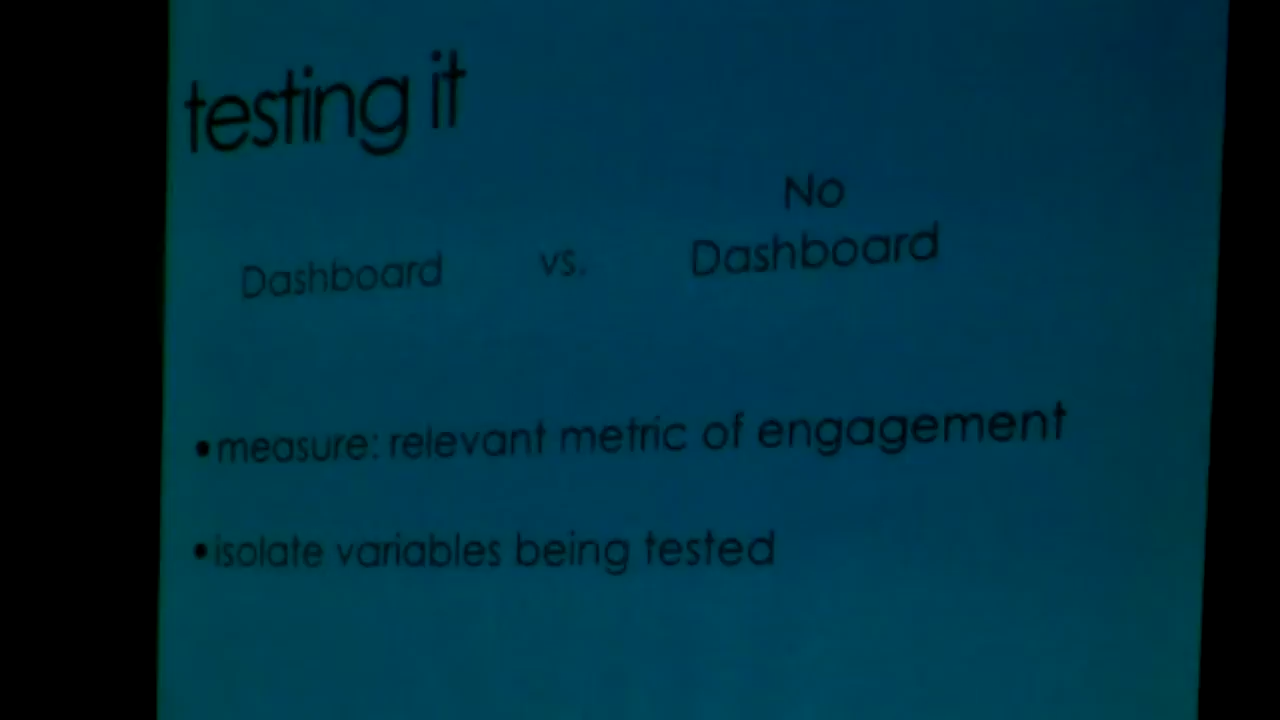 testing it
No
Dashboard vs. Dashboard
•measure: relevant metric of engagement
•isolate variables being tested